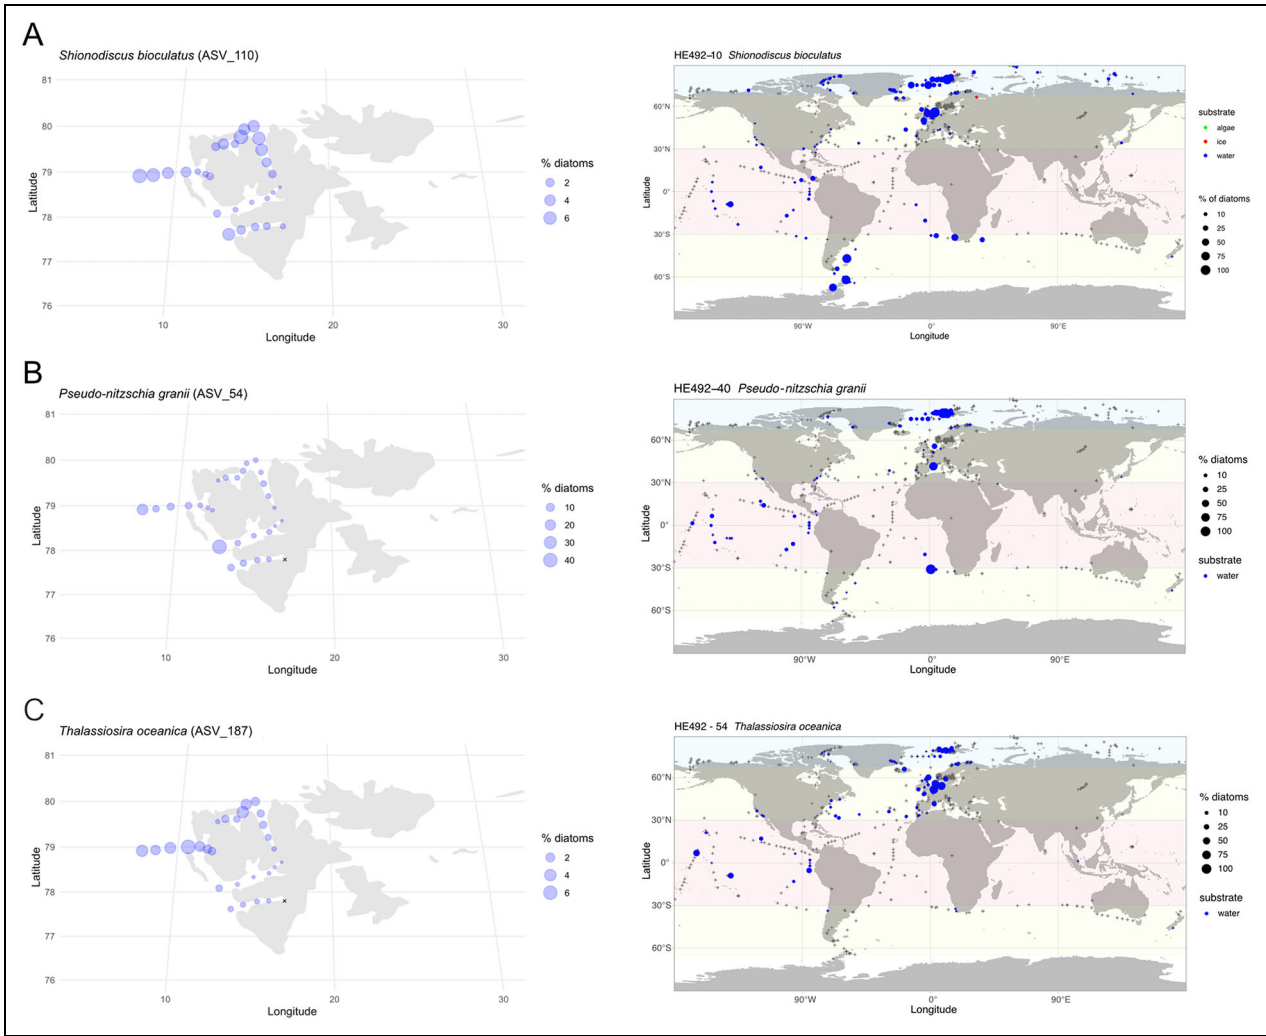 A
Shionodiscus bioculatus (ASV_110)
81
80
79
78
77
76
Latitude
10
20
30
Longitude
% diatoms
2
4
6
HE492–10 Shionodiscus bioculatus
60°N
30°N
0°
30°S
60°S
Latitude
90°W
0°
90°E
Longitude
substrate
algae
ice
water
% of diatoms
10
25
50
75
100
B
Pseudo-nitzschia granii (ASV_54)
81
80
79
78
77
76
Latitude
10
20
30
Longitude
% diatoms
10
20
30
40
HE492–40 Pseudo-nitzschia granii
60°N
30°N
0°
30°S
60°S
Latitude
90°W
0°
90°E
Longitude
% diatoms
10
25
50
75
100
substrate
water
C
Thalassiosira oceanica (ASV_187)
81
80
79
78
77
76
Latitude
10
20
30
Longitude
% diatoms
2
4
6
HE492 - 54 Thalassiosira oceanica
60°N
30°N
0°
30°S
60°S
Latitude
90°W
0°
90°E
Longitude
% diatoms
10
25
50
75
100
substrate
water